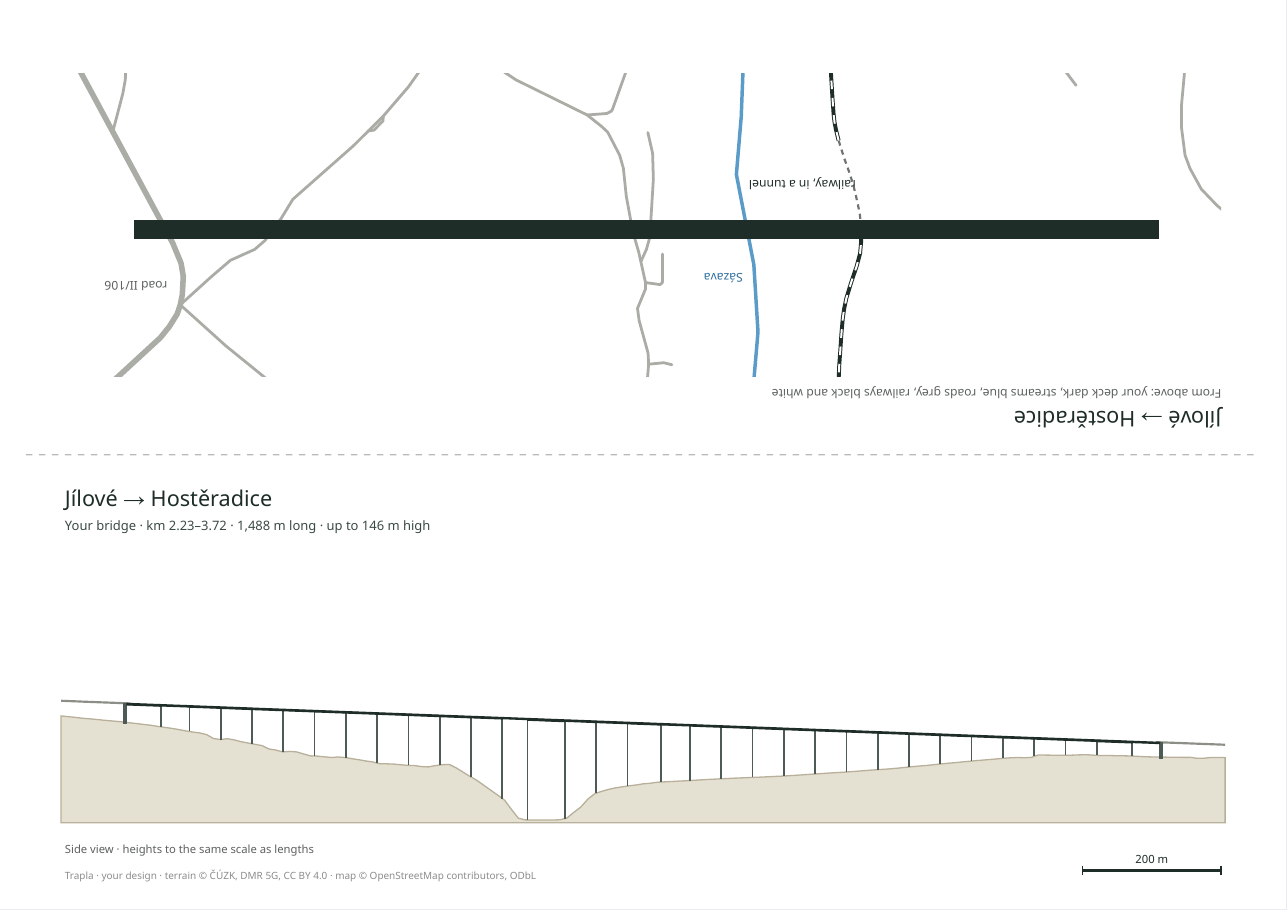 railway, in a tunnel
Sázava
road II/106
From above: your deck dark, streams blue, roads grey, railways black and white
Jílové → Hostěradice
Jílové → Hostěradice
Your bridge · km 2.23–3.72 · 1,488 m long · up to 146 m high
Side view · heights to the same scale as lengths
200 m
Trapla · your design · terrain © ČÚZK, DMR 5G, CC BY 4.0 · map © OpenStreetMap contributors, ODbL